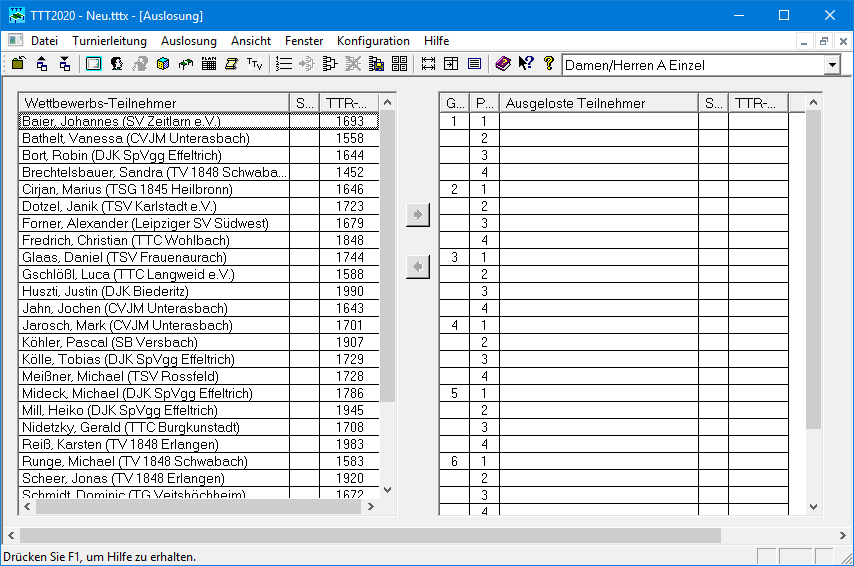 TTT2020 - Neu.tttx - [Auslosung]
Datei Turnierleitung Auslosung Ansicht Fenster Konfiguration Hilfe
TTV Damen/Herren A Einzel
Wettbewerbs-Teilnehmer S... TTR-...
Baier, Johannes (SV Zeitlarn e.V.) 1693
Bathelt, Vanessa (CVJM Unterasbach) 1558
Bort, Robin (DJK SpVgg Effeltrich) 1644
Brechtelsbauer, Sandra (TV 1848 Schwaba... 1452
Cirjan, Marius (TSG 1845 Heilbronn) 1646
Dotzel, Janik (TSV Karlstadt e.V.) 1723
Forner, Alexander (Leipziger SV Südwest) 1679
Fredrich, Christian (TTC Wohlbach) 1848
Glaas, Daniel (TSV Frauenaurach) 1744
Gschlößl, Luca (TTC Langweid e.V.) 1588
Huszti, Justin (DJK Biederitz) 1990
Jahn, Jochen (CVJM Unterasbach) 1643
Jarosch, Mark (CVJM Unterasbach) 1701
Köhler, Pascal (SB Versbach) 1907
Kölle, Tobias (DJK SpVgg Effeltrich) 1729
Meißner, Michael (TSV Rossfeld) 1728
Mideck, Michael (DJK SpVgg Effeltrich) 1786
Mill, Heiko (DJK SpVgg Effeltrich) 1945
Nidetzky, Gerald (TTC Burgkunstadt) 1708
Reiß, Karsten (TV 1848 Erlangen) 1983
Runge, Michael (TV 1848 Schwabach) 1583
Scheer, Jonas (TV 1848 Erlangen) 1920
Schmidt, Dominic (TG Veitshöchheim) 1672
G... P... Ausgeloste Teilnehmer S... TTR-...
1 1
2
3
4
2 1
2
3
4
3 1
2
3
4
4 1
2
3
4
5 1
2
3
4
6 1
2
3
4
Drücken Sie F1, um Hilfe zu erhalten.